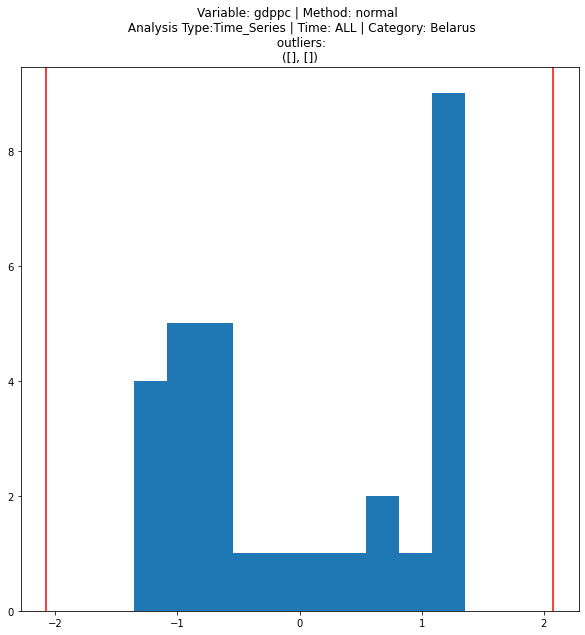 Variable: gdppc | Method: normal
Analysis Type:Time_Series | Time: ALL | Category: Belarus
outliers:
([], [])
8
6
4
2
0
−2 −1 0 1 2